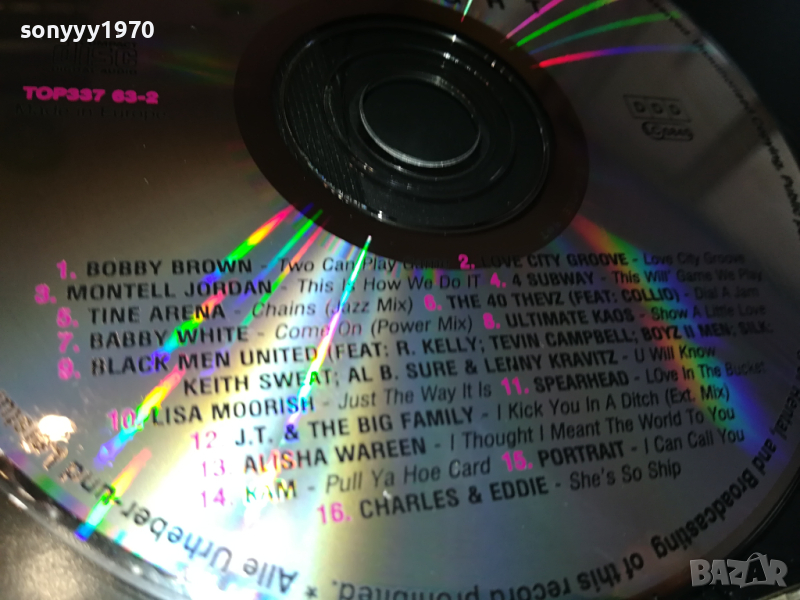 sonyyy1970
TOP337 63-2
DDD
LC5845
1. BOBBY BROWN - Two Can Play 2. LOVE CITY GROOVE - Love City Groove
3. MONTELL JORDAN - This Is How We Do IT 4. 4 SUBWAY - This Will' Game We Play
5. TINE ARENA - Chains (Jazz Mix) 6. THE 40 THEVZ (FEAT: COLLIO) - Dial A Jam
7. BABBY WHITE - Come On (Power Mix) 8. ULTIMATE KAOS - Show A Little Love
9. BLACK MEN UNITED (FEAT: R. KELLY; TEVIN CAMPBELL; BOYZ II MEN; SILK;
KEITH SWEAT; AL B. SURE & LENNY KRAVITZ - U Will Know
10. LISA MOORISH - Just The Way It Is 11. SPEARHEAD - LOve In The Bucket
12. J.T. & THE BIG FAMILY - I Kick You In A Ditch (Ext. Mix)
13. ALISHA WAREEN - I Thought I Meant The World To You
14. KAM - Pull Ya Hoe Card 15. PORTRAIT - I Can Call You
16. CHARLES & EDDIE - She's So Ship
Copying, Public
rental and Broadcasting of this record prohibited. * Alle Urheber-und
BAZAR